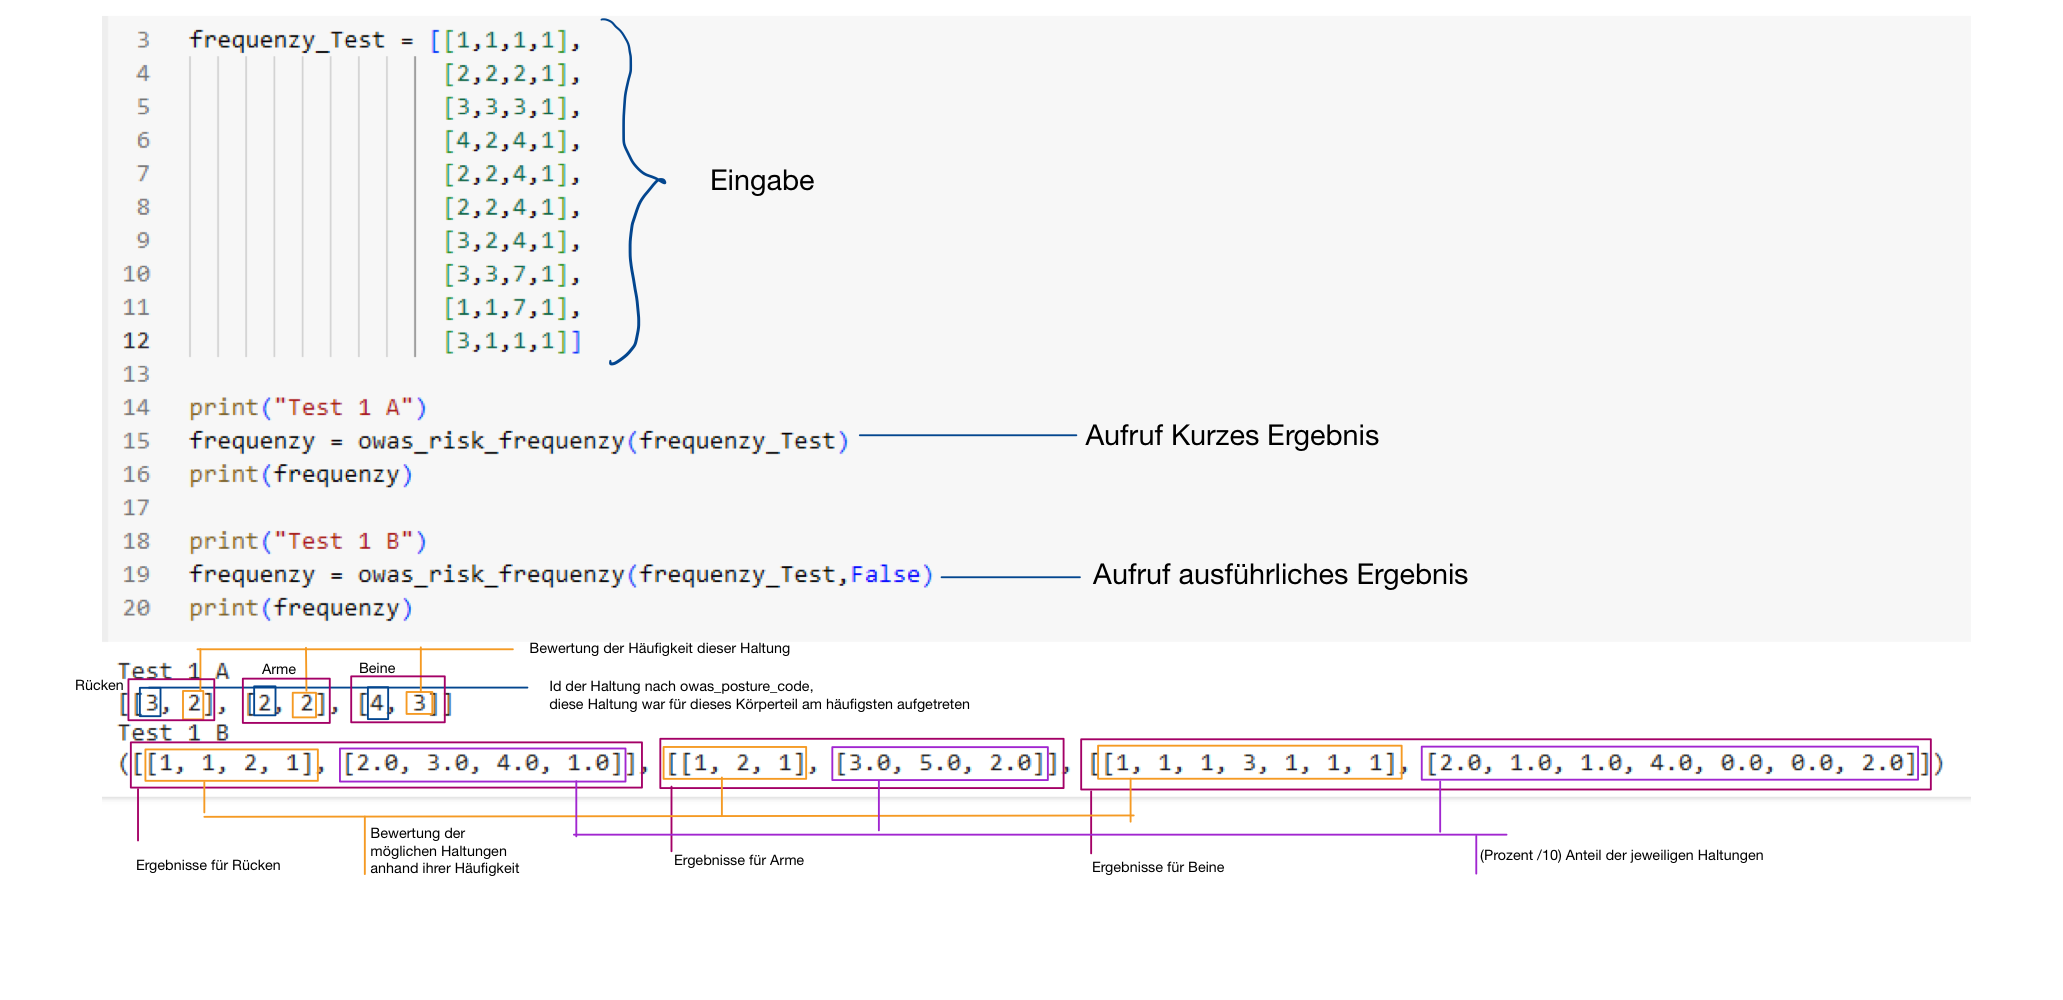 3 frequenzy_Test = [[1,1,1,1],
4 [2,2,2,1],
5 [3,3,3,1],
6 [4,2,4,1],
7 [2,2,4,1],
8 [2,2,4,1],
9 [3,2,4,1],
10 [3,3,7,1],
11 [1,1,7,1],
12 [3,1,1,1]]
Eingabe
13
14 print("Test 1 A")
15 frequenzy = owas_risk_frequenzy(frequenzy_Test)
Aufruf Kurzes Ergebnis
16 print(frequenzy)
17
18 print("Test 1 B")
19 frequenzy = owas_risk_frequenzy(frequenzy_Test,False)
Aufruf ausführliches Ergebnis
20 print(frequenzy)
Bewertung der Häufigkeit dieser Haltung
Test 1 A
Arme
Beine
Rücken
Id der Haltung nach owas_posture_code,
diese Haltung war für dieses Körperteil am häufigsten aufgetreten
[[3, 2], [2, 2], [4, 3]]
Test 1 B
([[1, 1, 2, 1], [2.0, 3.0, 4.0, 1.0]], [[1, 2, 1], [3.0, 5.0, 2.0]], [[1, 1, 1, 3, 1, 1, 1], [2.0, 1.0, 1.0, 4.0, 0.0, 0.0, 2.0]])
Ergebnisse für Rücken
Bewertung der
möglichen Haltungen
anhand ihrer Häufigkeit
Ergebnisse für Arme
Ergebnisse für Beine
(Prozent /10) Anteil der jeweiligen Haltungen